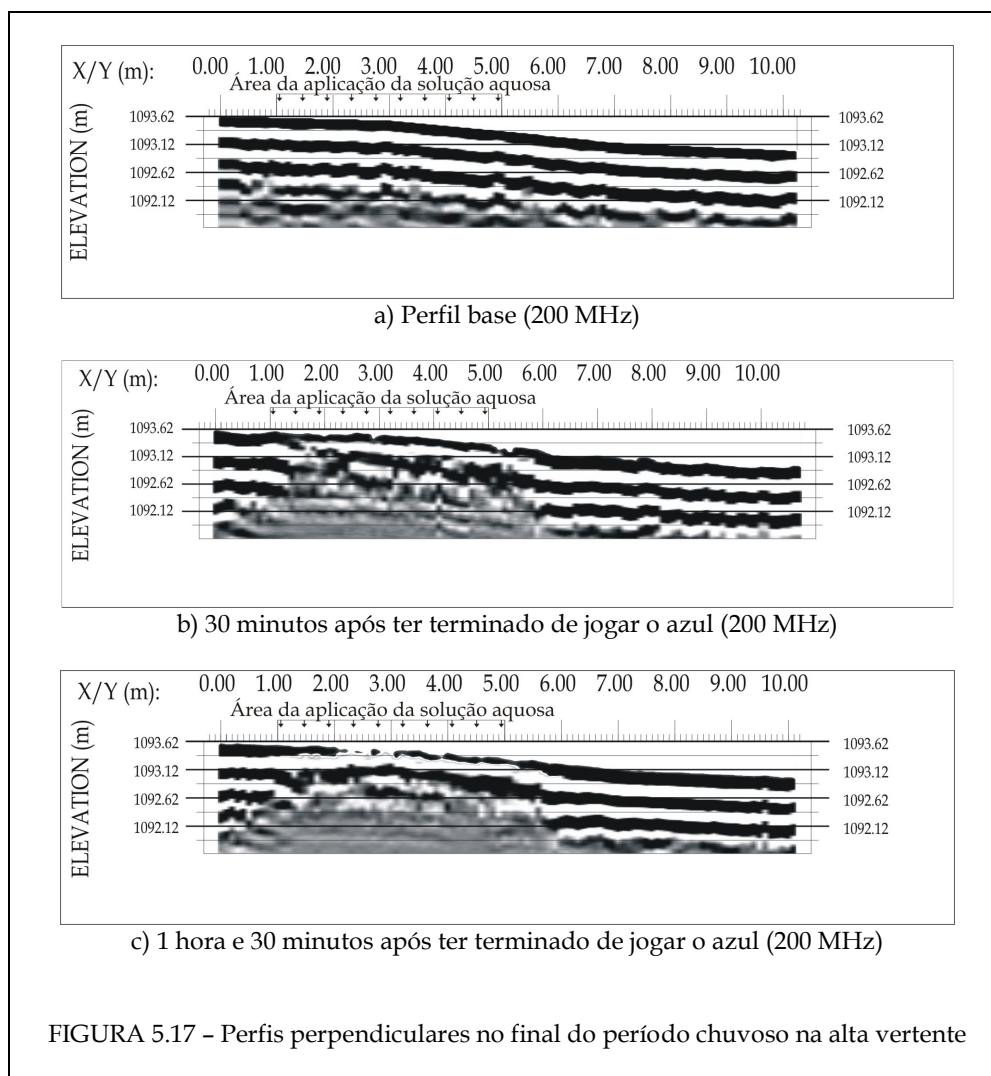 X/Y (m): 0.00 1.00 2.00 3.00 4.00 5.00 6.00 7.00 8.00 9.00 10.00
Área da aplicação da solução aquosa
ELEVATION (m)
1093.62 1093.62
1093.12 1093.12
1092.62 1092.62
1092.12 1092.12
a) Perfil base (200 MHz)
X/Y (m): 0.00 1.00 2.00 3.00 4.00 5.00 6.00 7.00 8.00 9.00 10.00
Área da aplicação da solução aquosa
ELEVATION (m)
1093.62 1093.62
1093.12 1093.12
1092.62 1092.62
1092.12 1092.12
b) 30 minutos após ter terminado de jogar o azul (200 MHz)
X/Y (m): 0.00 1.00 2.00 3.00 4.00 5.00 6.00 7.00 8.00 9.00 10.00
Área da aplicação da solução aquosa
ELEVATION (m)
1093.62 1093.62
1093.12 1093.12
1092.62 1092.62
1092.12 1092.12
c) 1 hora e 30 minutos após ter terminado de jogar o azul (200 MHz)
FIGURA 5.17 – Perfis perpendiculares no final do período chuvoso na alta vertente